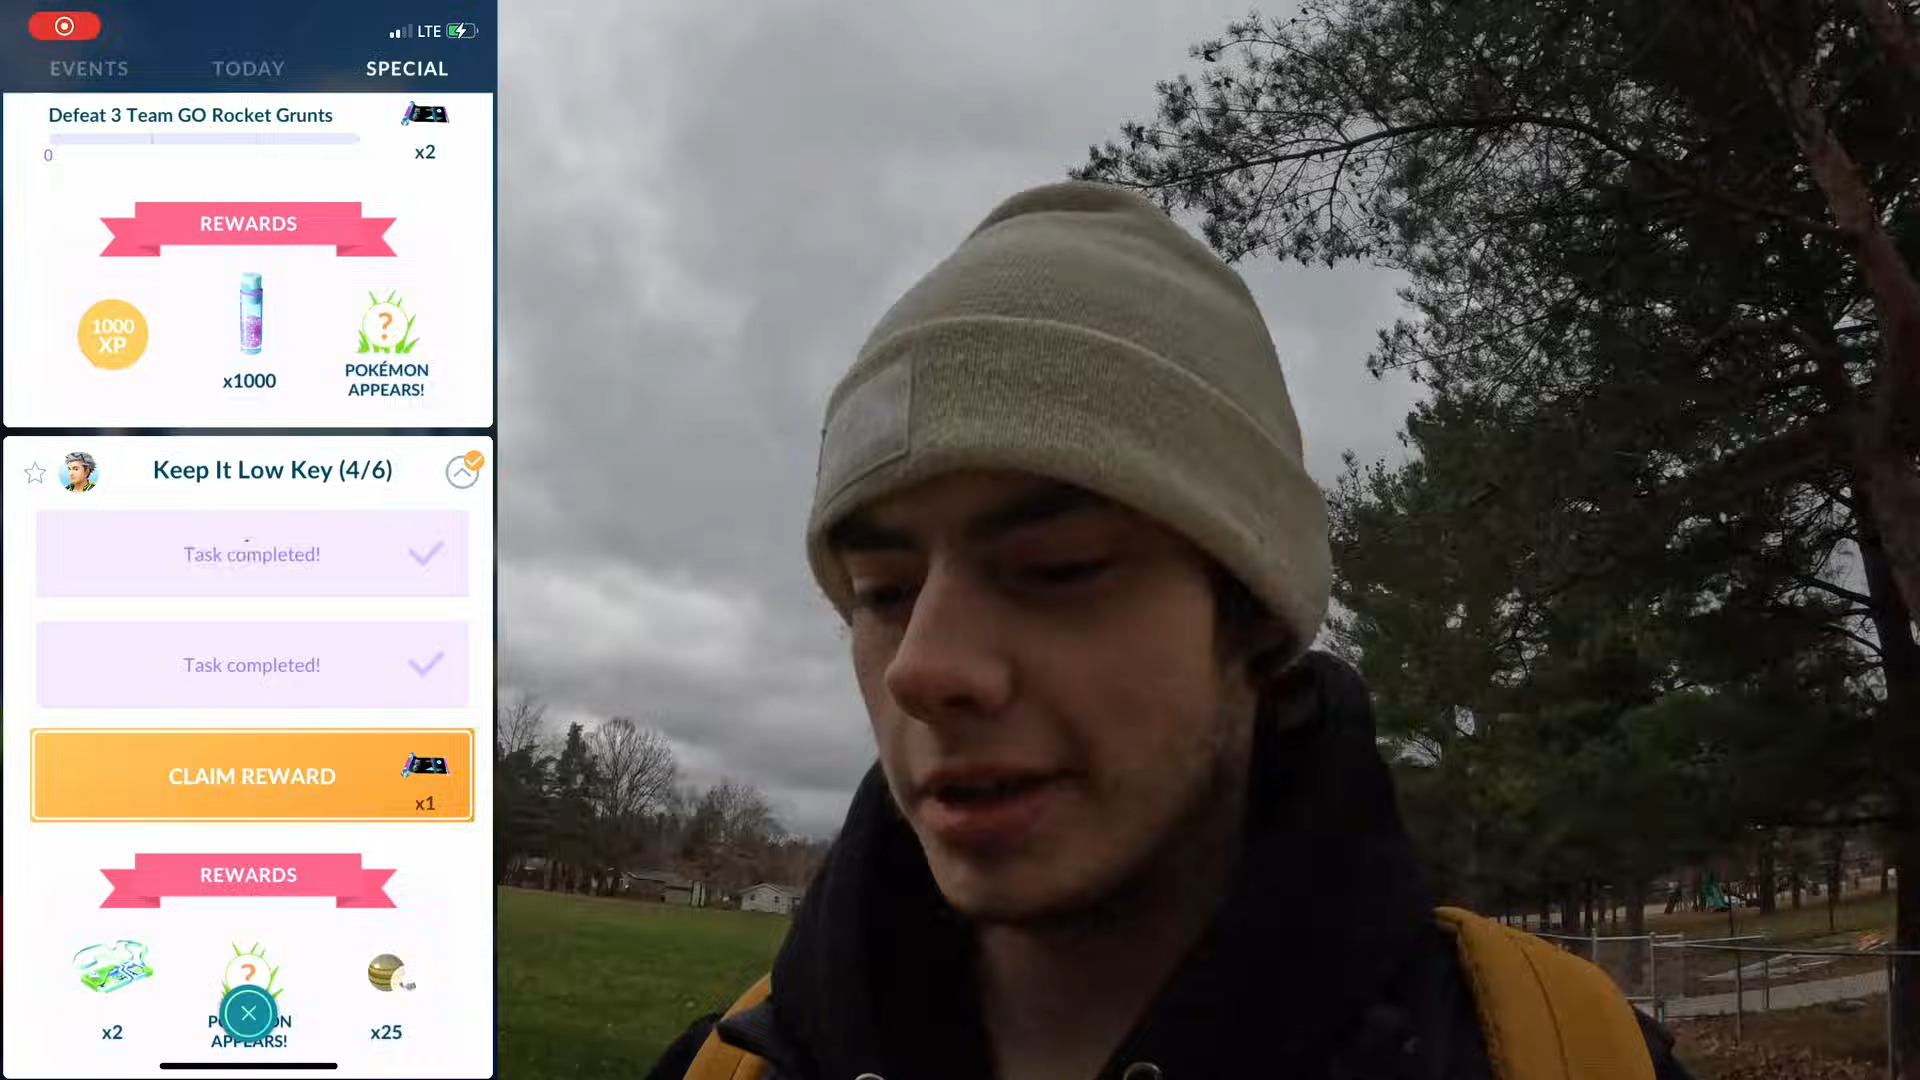 LTE
EVENTS TODAY SPECIAL
Defeat 3 Team GO Rocket Grunts
0
x2
REWARDS
1000
XP
x1000
POKÉMON
APPEARS!
Keep It Low Key (4/6)
Task completed!
Task completed!
CLAIM REWARD
x1
REWARDS
x2
APPEARS!
x25